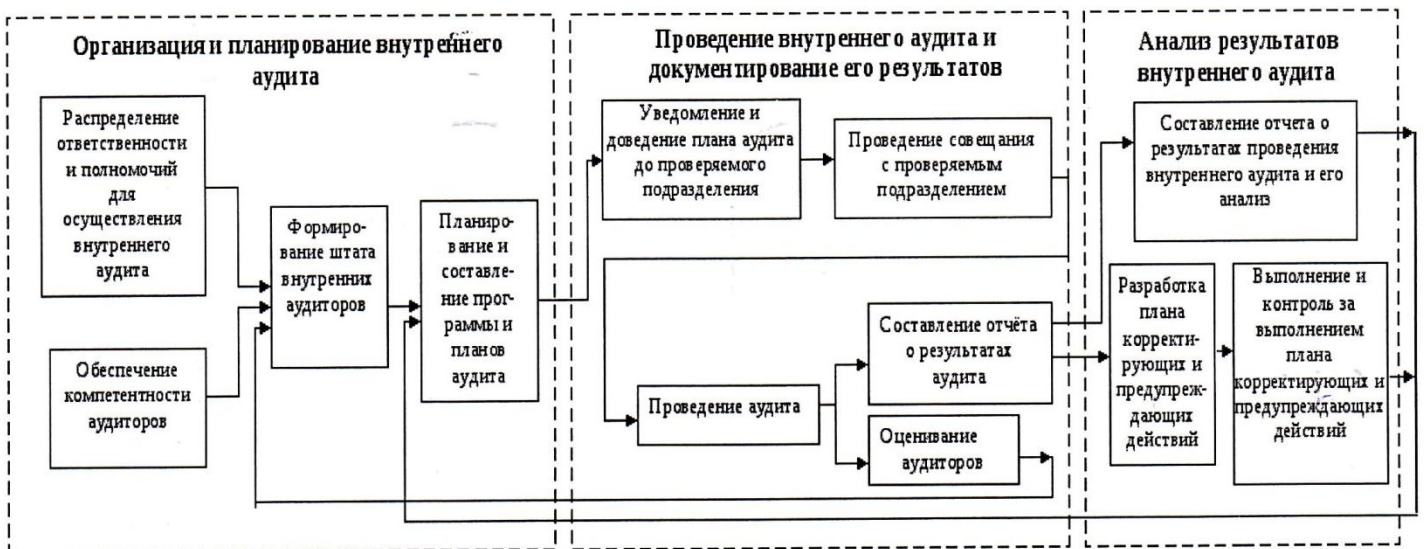 Организация и планирование внутреннего
аудита
Распределение
ответственности
и полномочий
для
осуществления
внутреннего
аудита
Обеспечение
компетентности
аудиторов
Формиро-
вание штата
внутренних
аудиторов
Планиро-
вание и
составле-
ние прог-
раммы и
планов
аудита
Проведение внутреннего аудита и
документирование его результатов
Уведомление и
доведение плана аудита
до проверяемого
подразделения
Проведение совещания
с проверяемым
подразделением
Проведение аудита
Составление отчёта
о результатах
аудита
Оценивание
аудиторов
Анализ результатов
внутреннего аудита
Составление отчета о
результатах проведения
внутреннего аудита и его
анализ
Разработка
плана
корректи-
рующих и
предупреж-
дающих
действий
Выполнение и
контроль за
выполнением
плана
корректирующих и
предупреждающих
действий